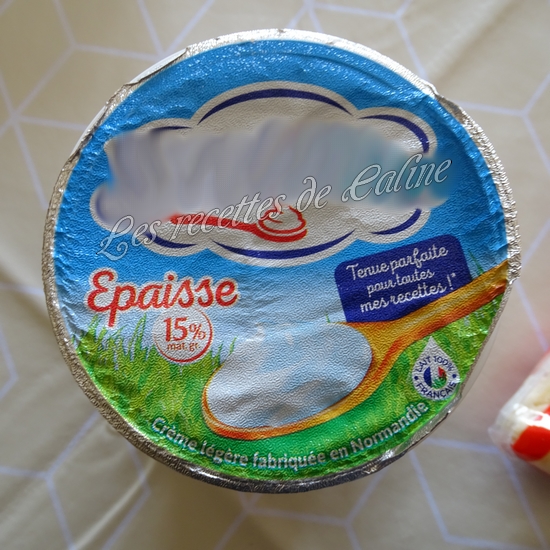 Les recettes de Caline
Epaisse
15%
mat. gr.
Tenue parfaite
pour toutes
mes recettes !*
LAIT 100%
FRANÇAIS
Crème légère fabriquée en Normandie